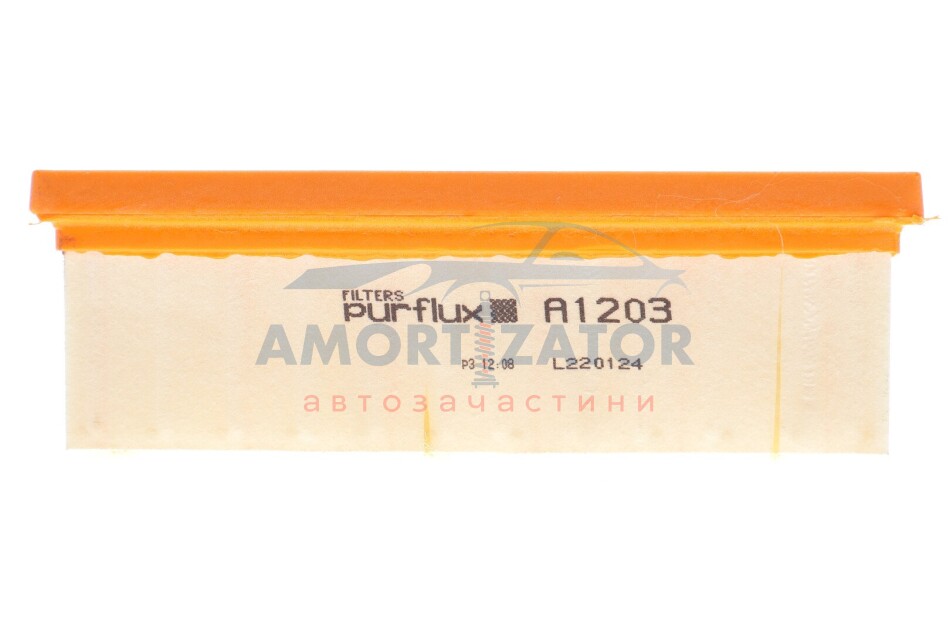 FILTERS
purflux A1203
AMORTIZATOR
P3 12:08 L220124
автозачастини